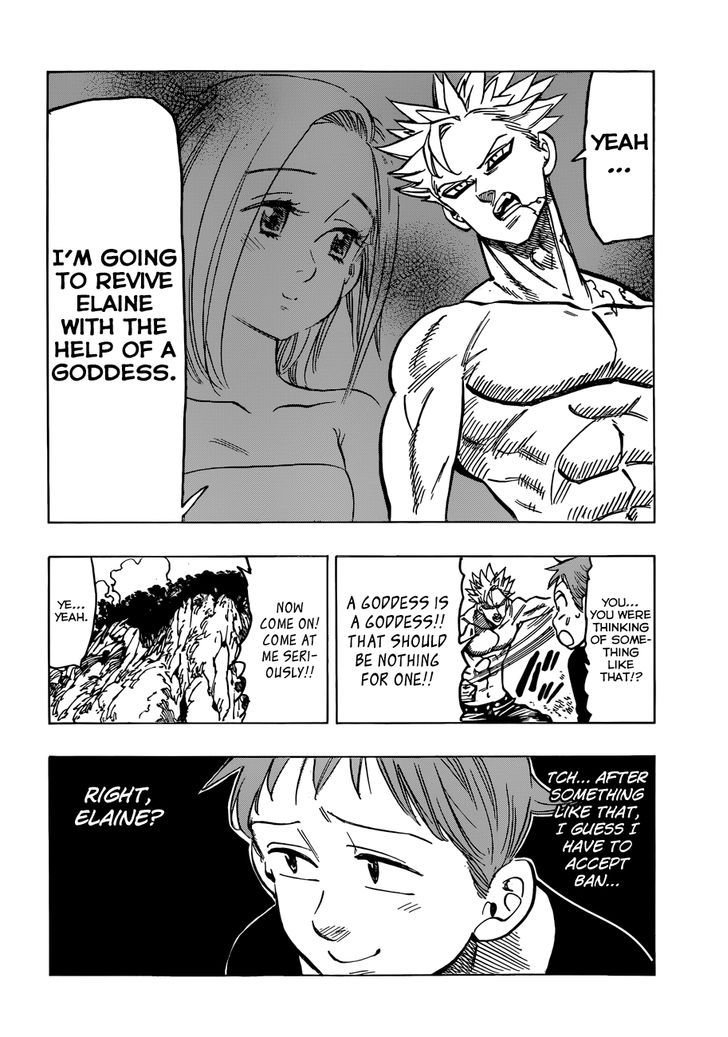 YEAH
...
I'M GOING
TO REVIVE
ELAINE
WITH THE
HELP OF A
GODDESS.
YOU...
YOU WERE
THINKING
OF SOME-
THING
LIKE
THAT!?
A GODDESS IS
A GODDESS!!
THAT SHOULD
BE NOTHING
FOR ONE!!
NOW
COME ON!
COME AT
ME SERI-
OUSLY!!
YE...
YEAH.
TCH... AFTER
SOMETHING
LIKE THAT,
I GUESS I
HAVE TO
ACCEPT
BAN...
RIGHT,
ELAINE?